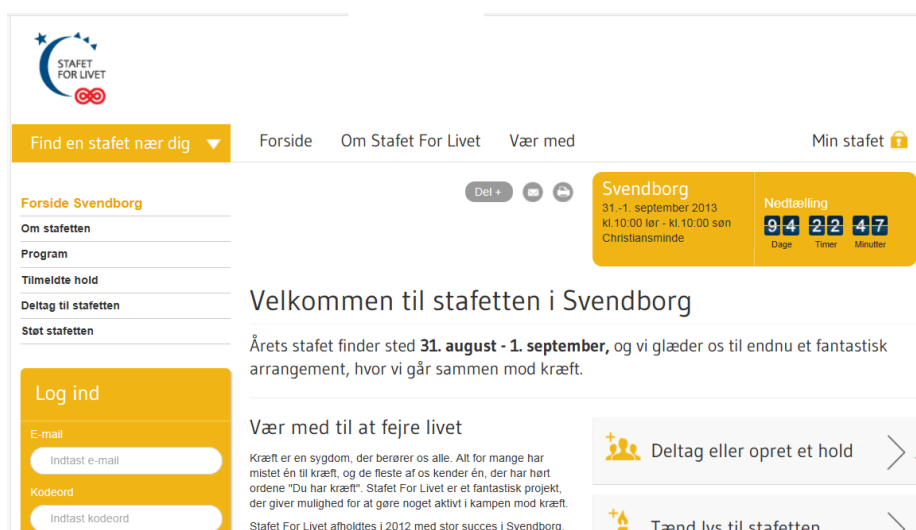 STAFET
FOR LIVET
Find en stafet nær dig
Forside
Om Stafet For Livet
Vær med
Min stafet
Forside Svendborg
Om stafetten
Program
Tilmeldte hold
Deltag til stafetten
Støt stafetten
Del +
Svendborg
31.-1. september 2013
kl.10:00 lør - kl.10:00 søn
Christiansminde
Nedtælling
94 22 47
Dage Timer Minutter
Velkommen til stafetten i Svendborg
Årets stafet finder sted 31. august - 1. september, og vi glæder os til endnu et fantastisk
arrangement, hvor vi går sammen mod kræft.
Log ind
E-mail
Indtast e-mail
Kodeord
Indtast kodeord
Vær med til at fejre livet
Kræft er en sygdom, der berører os alle. Alt for mange har
mistet én til kræft, og de fleste af os kender én, der har hørt
ordene "Du har kræft". Stafet For Livet er et fantastisk projekt,
der giver mulighed for at gøre noget aktivt i kampen mod kræft.
Stafet For Livet afholdtes i 2012 med stor succes i Svendborg.
Deltag eller opret et hold
Tænd lys til stafetten